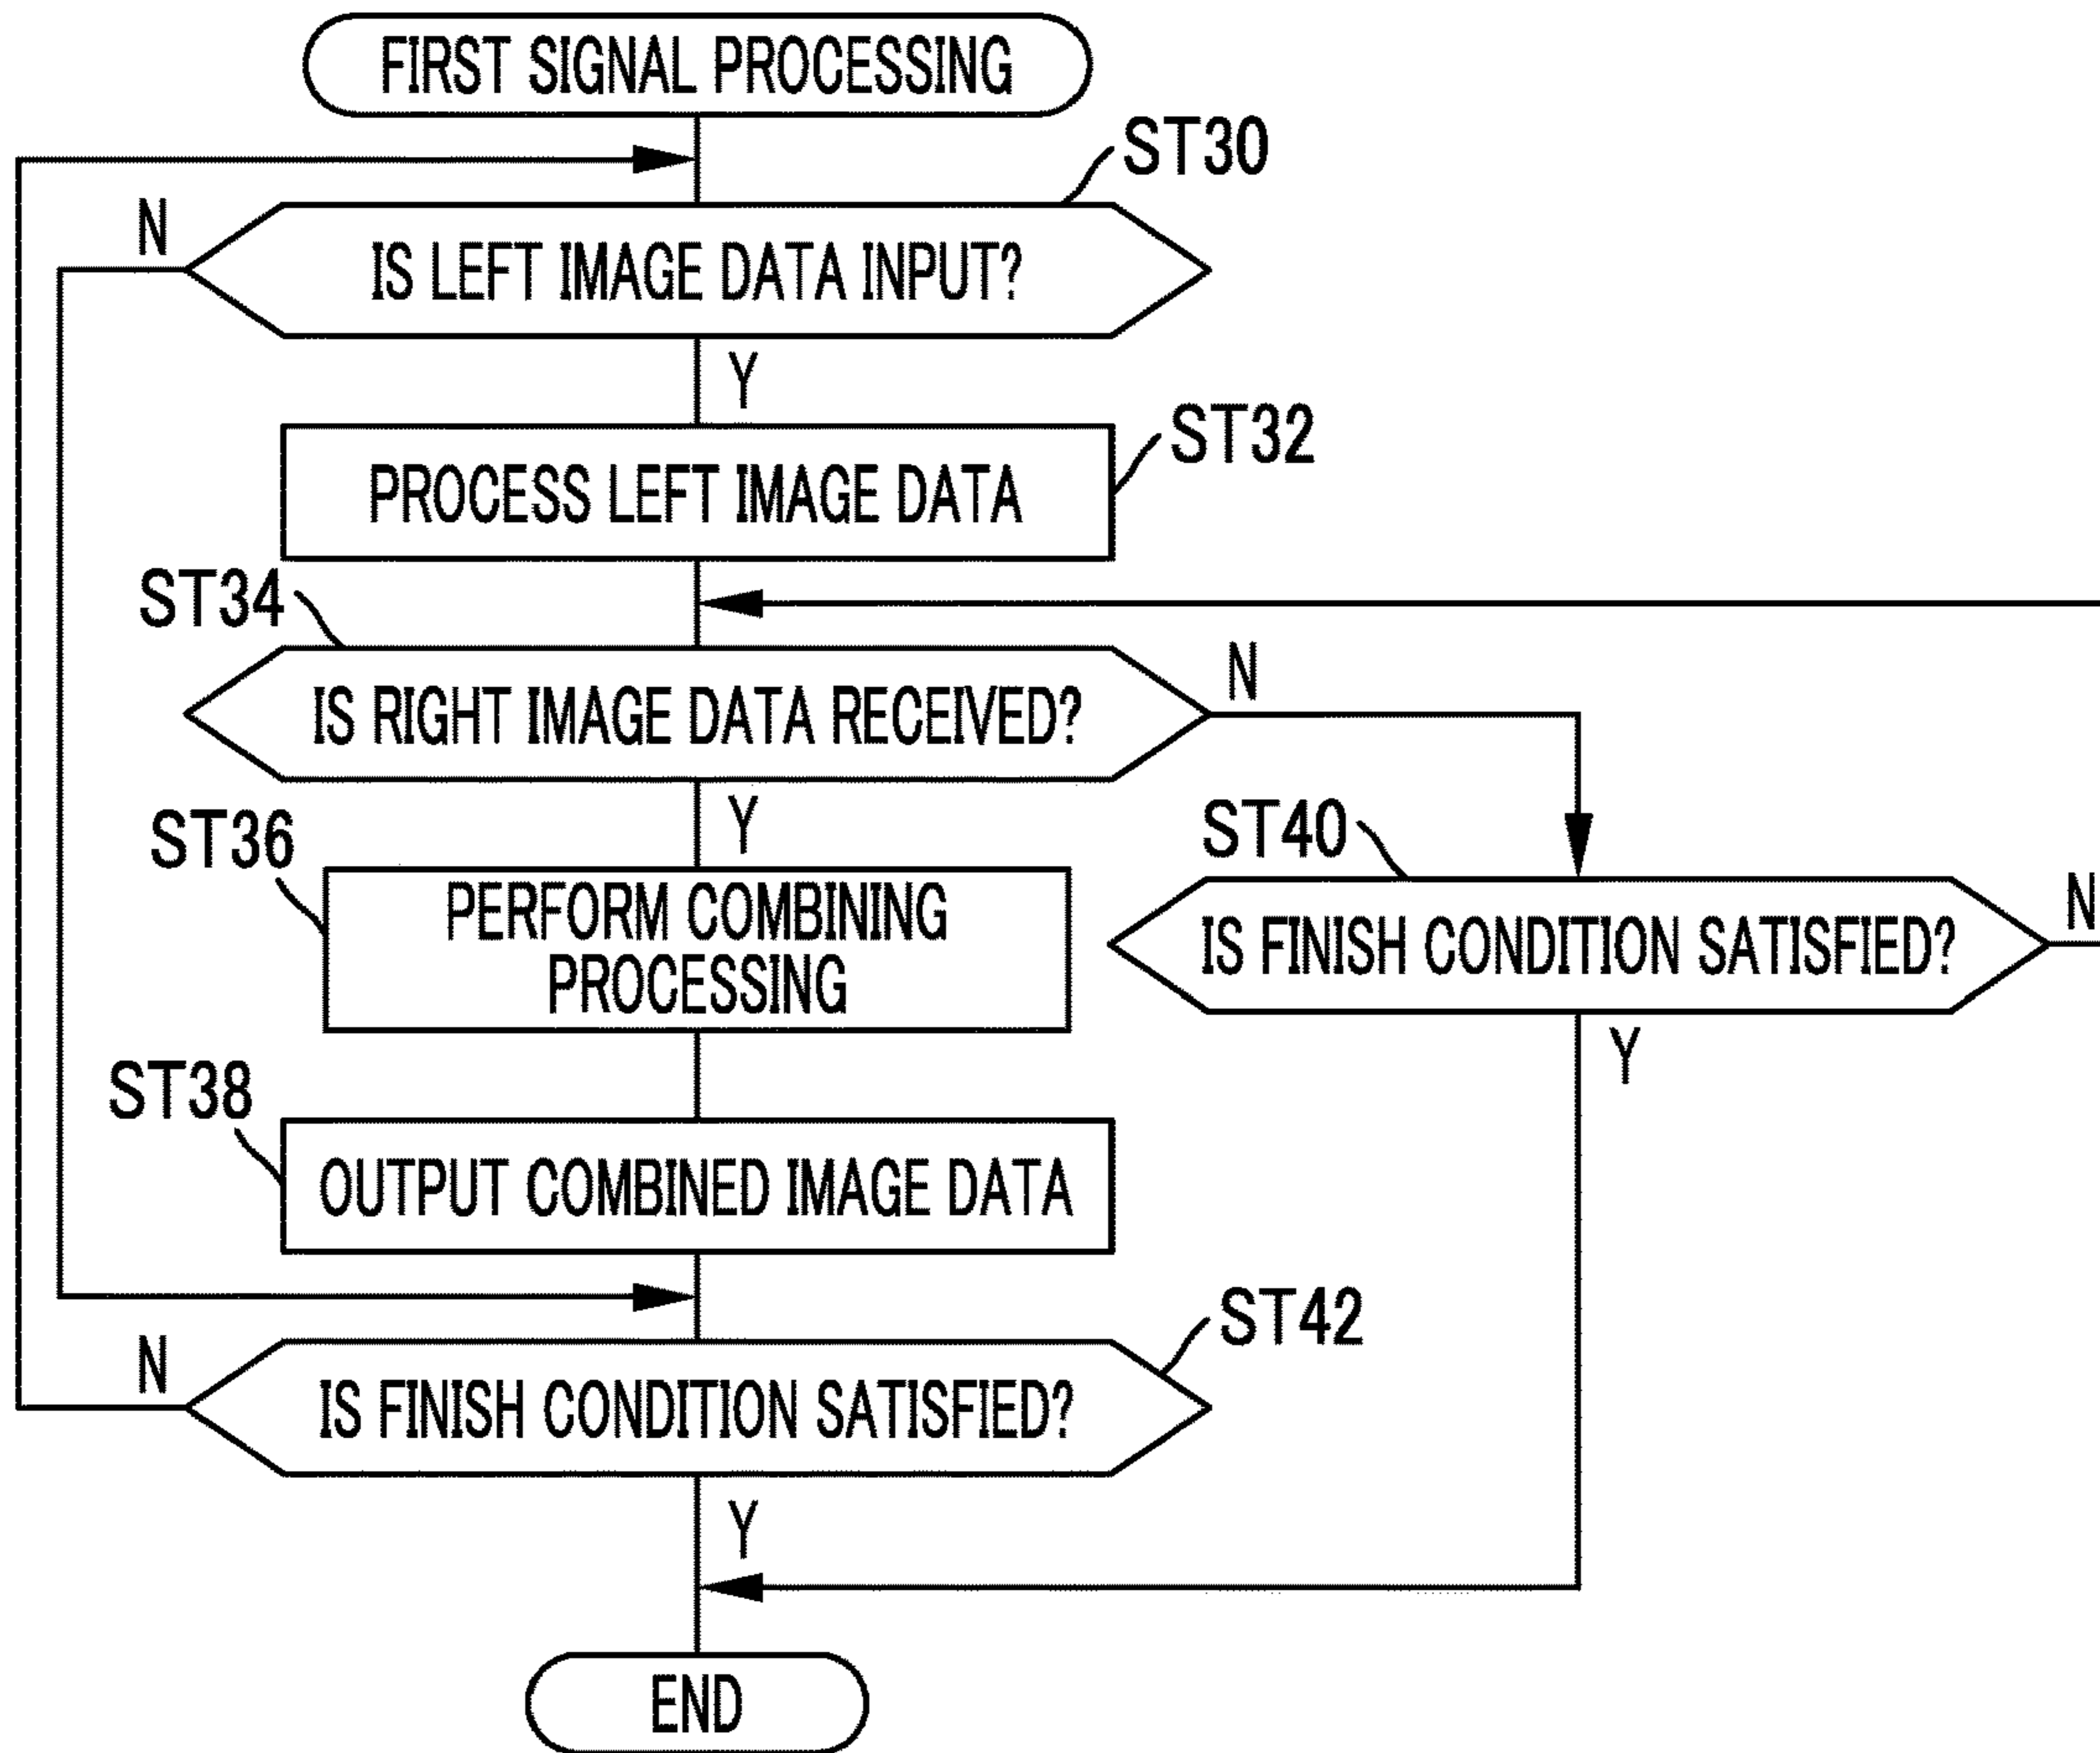 FIRST SIGNAL PROCESSING
ST30
N
IS LEFT IMAGE DATA INPUT?
Y
ST32
PROCESS LEFT IMAGE DATA
ST34
N
IS RIGHT IMAGE DATA RECEIVED?
Y
ST36
PERFORM COMBINING
PROCESSING
ST40
N
IS FINISH CONDITION SATISFIED?
Y
ST38
OUTPUT COMBINED IMAGE DATA
ST42
N
IS FINISH CONDITION SATISFIED?
Y
END